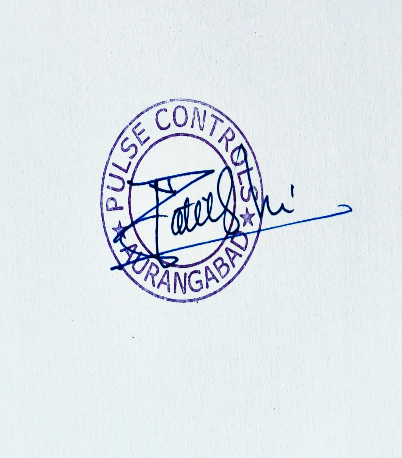 PULSE CONTROLS
★ AURANGABAD ★